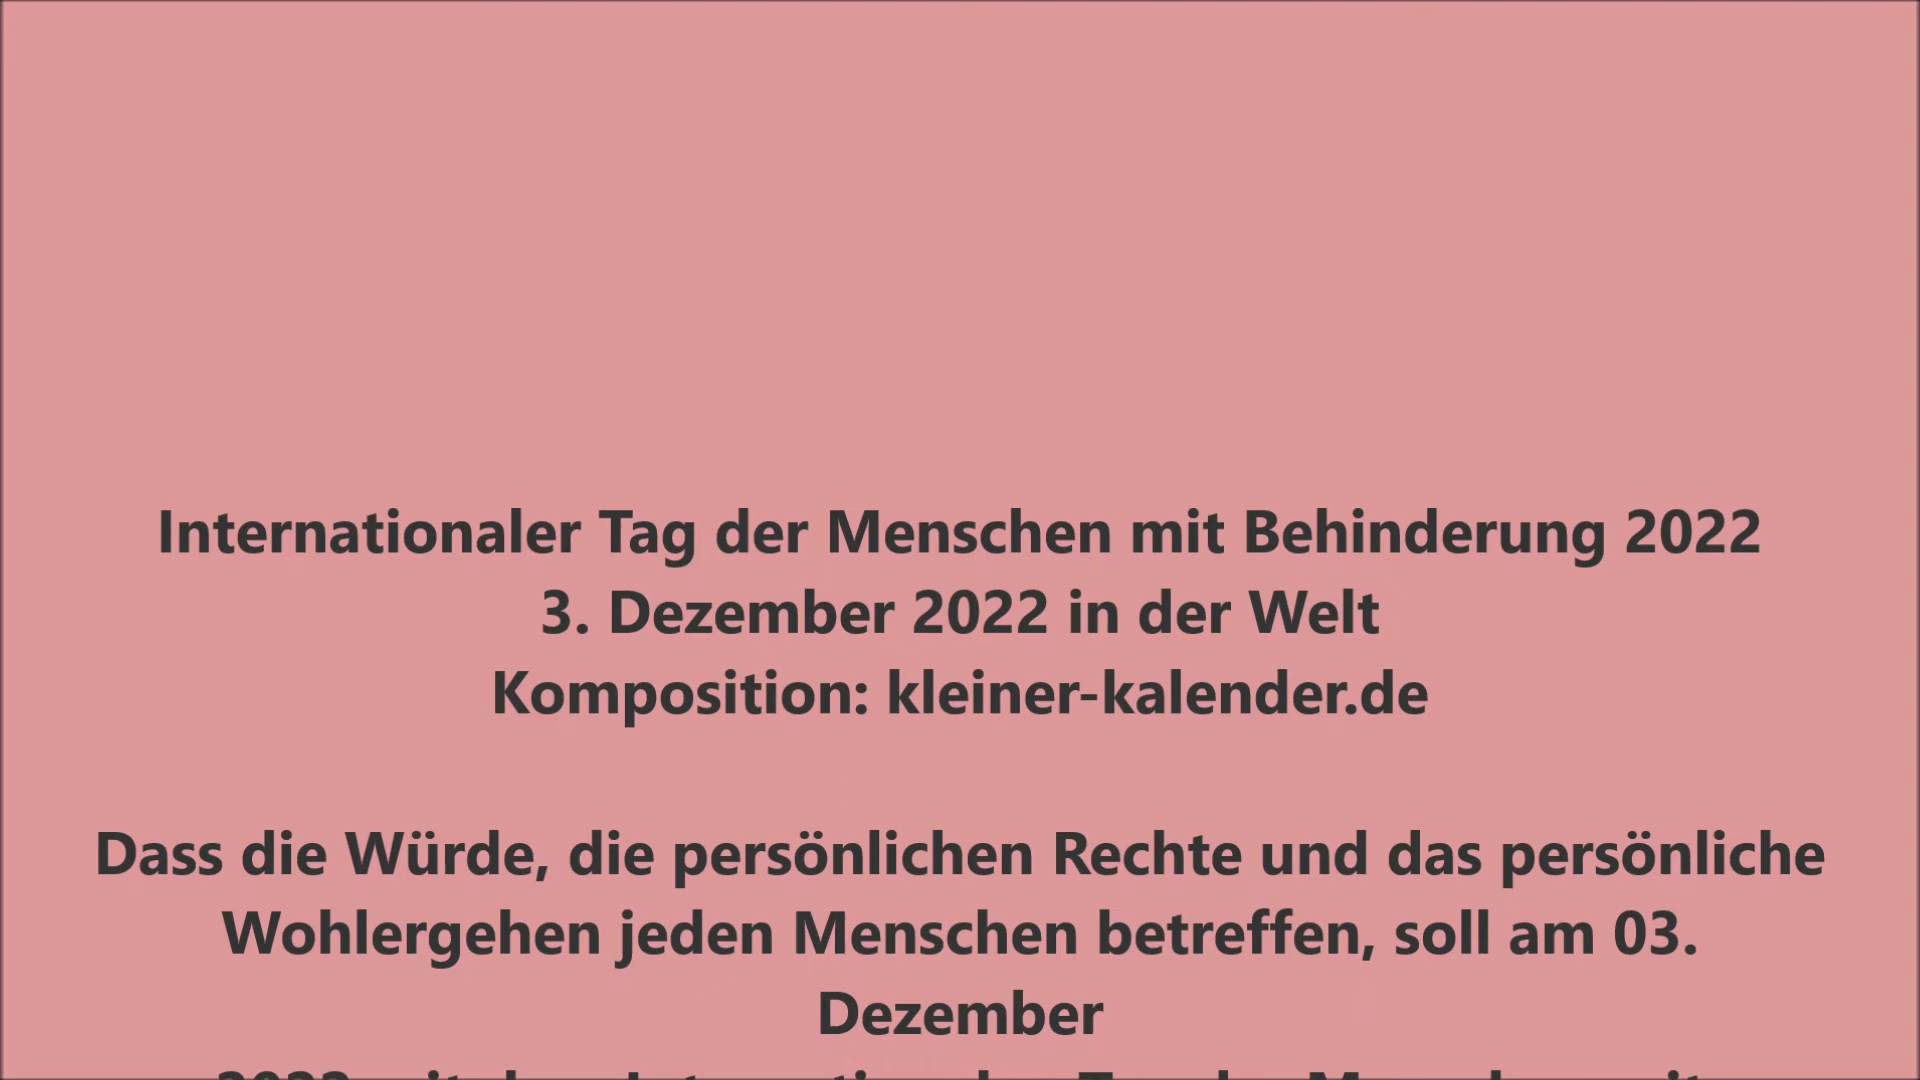 Internationaler Tag der Menschen mit Behinderung 2022
3. Dezember 2022 in der Welt
Komposition: kleiner-kalender.de
Dass die Würde, die persönlichen Rechte und das persönliche
Wohlergehen jeden Menschen betreffen, soll am 03.
Dezember